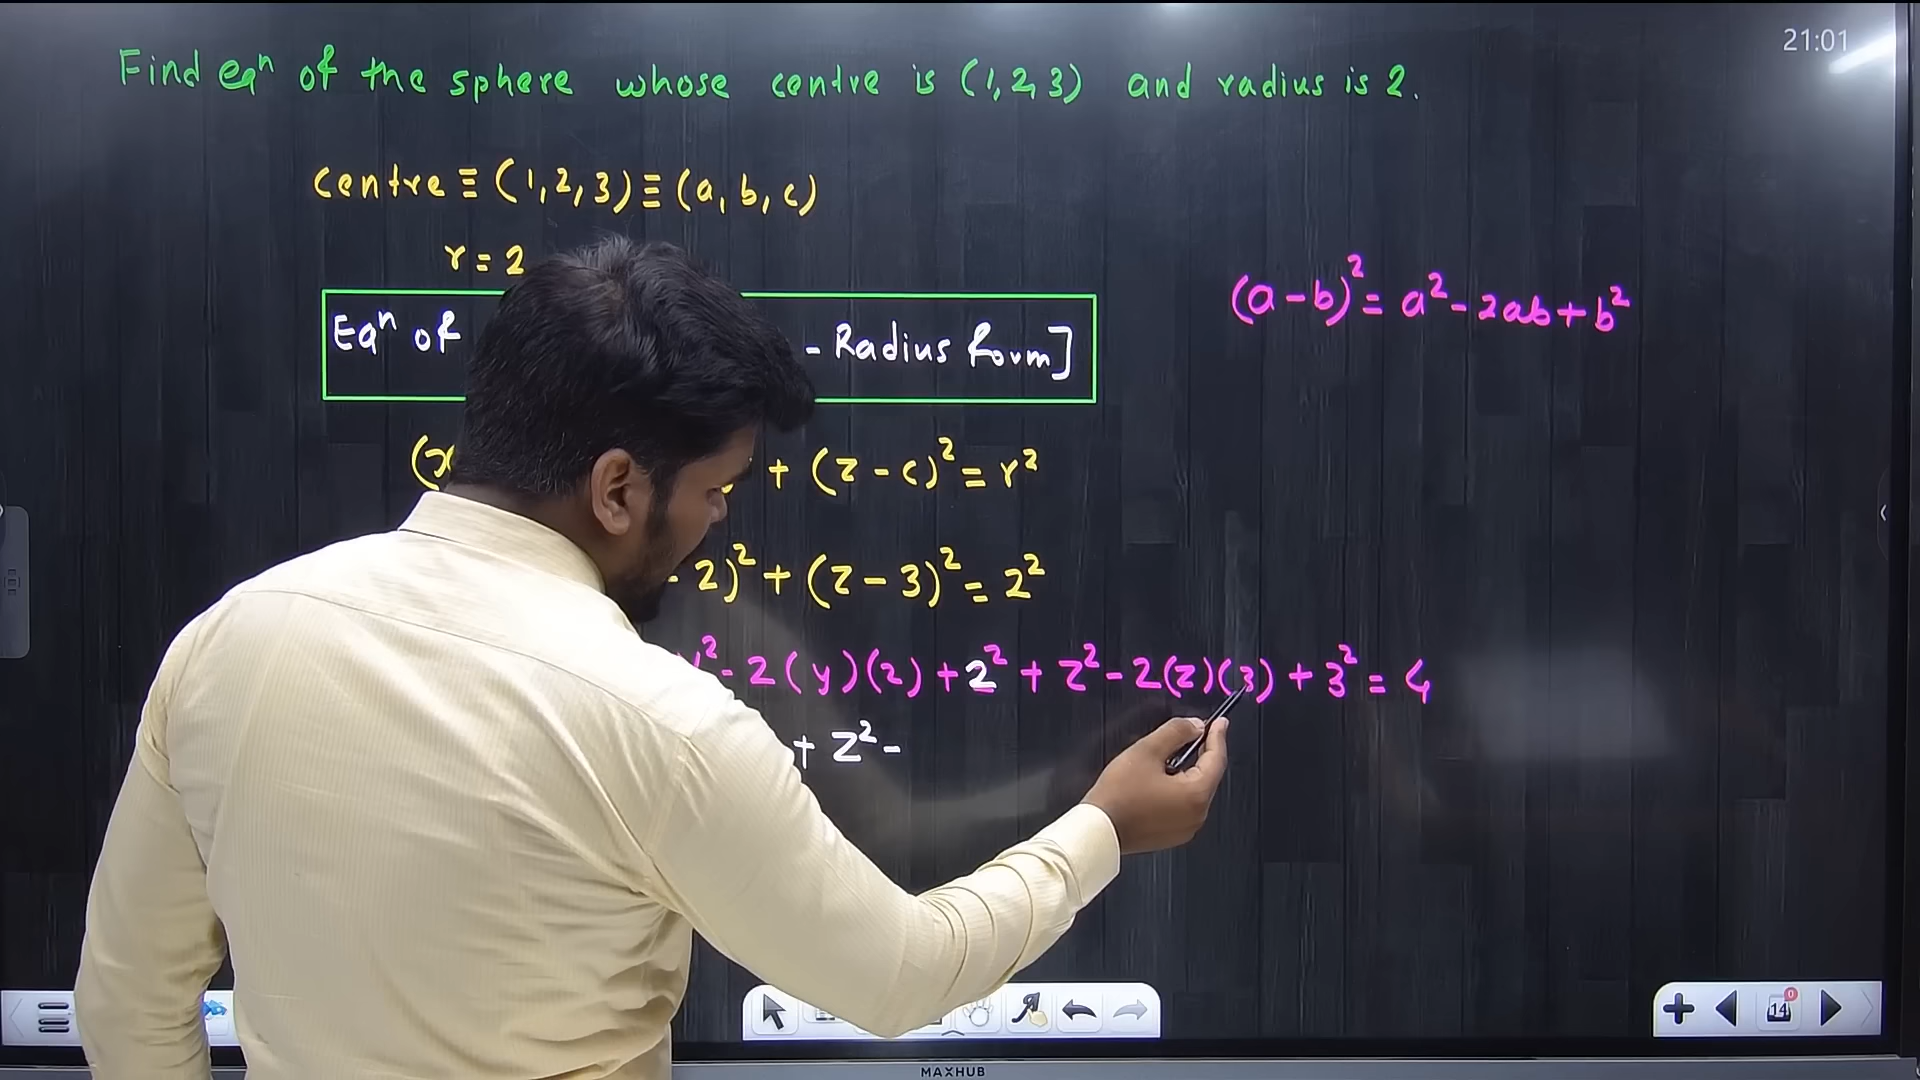 21:01
Find eqⁿ of the sphere whose centre is (1,2,3) and radius is 2.
centre ≡ (1,2,3) ≡ (a, b, c)
r = 2
(a-b)² = a² - 2ab + b²
Eqⁿ of - Radius form]
(x + (z - c)² = r²
- 2)² + (z - 3)² = 2²
y² - 2(y)(2) + 2² + z² - 2(z)(3) + 3² = 4
+ z² -
14
0
MAXHUB